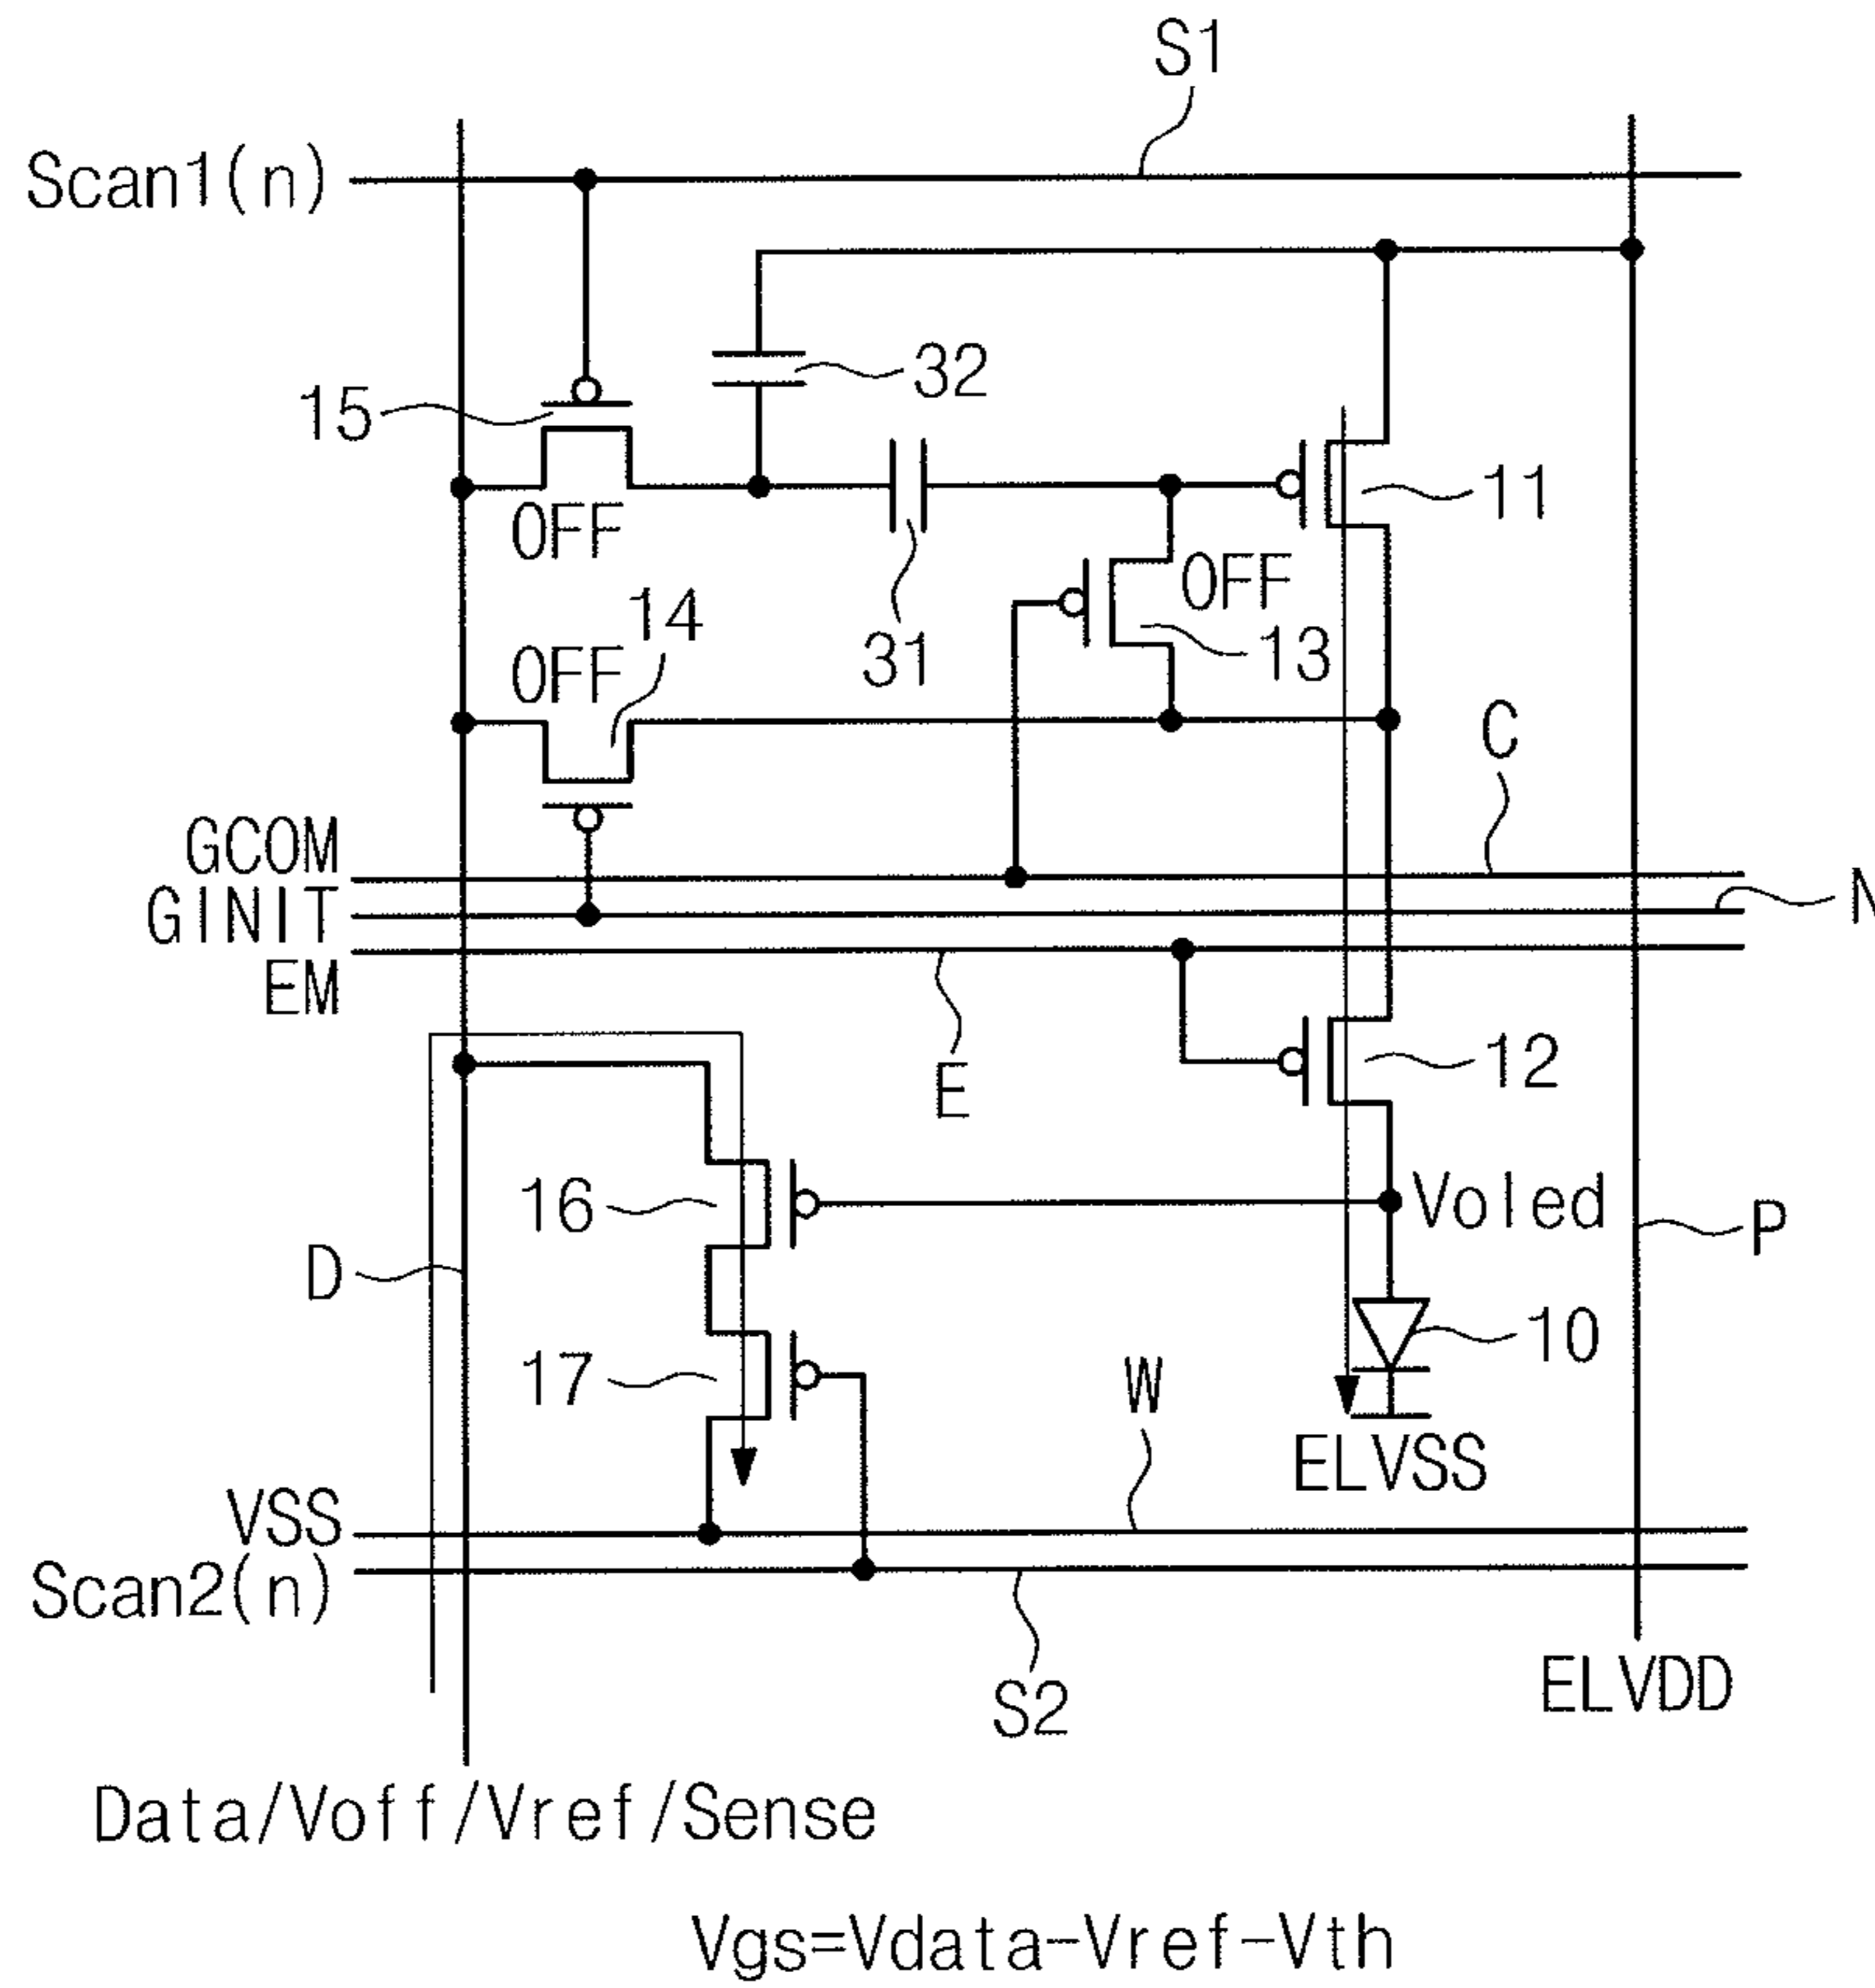 S1
Scan1(n)
32
15
11
OFF
OFF
14
31
13
OFF
C
GCOM
GINIT
N
EM
E
12
16
Voled
P
D
10
17
W
ELVSS
VSS
Scan2(n)
S2
ELVDD
Data/Voff/Vref/Sense
Vgs=Vdata-Vref-Vth